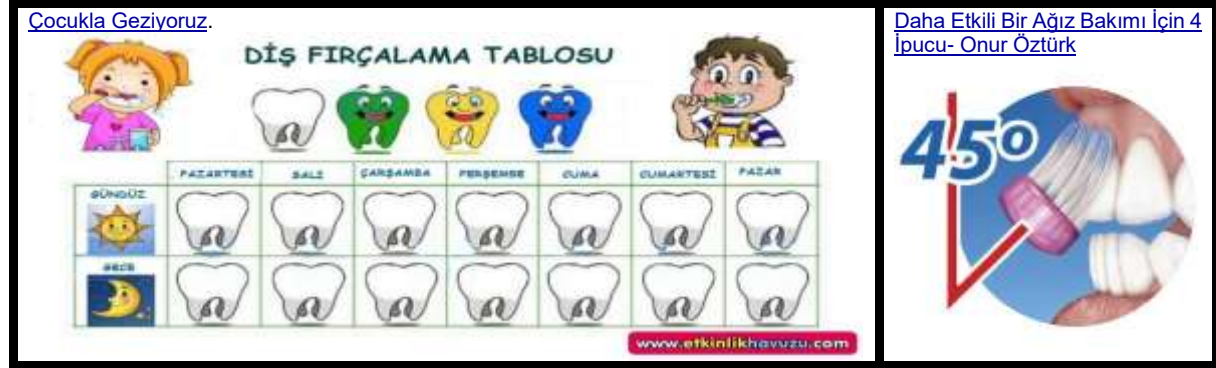 Çocukla Geziyoruz.
DİŞ FIRÇALAMA TABLOSU
PAZARTESİ SALI ÇARŞAMBA PERŞEMBE CUMA CUMARTESİ PAZAR
GÜNDÜZ
GECE
www.etkinlikhavuzu.com
Daha Etkili Bir Ağız Bakımı İçin 4
İpucu- Onur Öztürk
45º